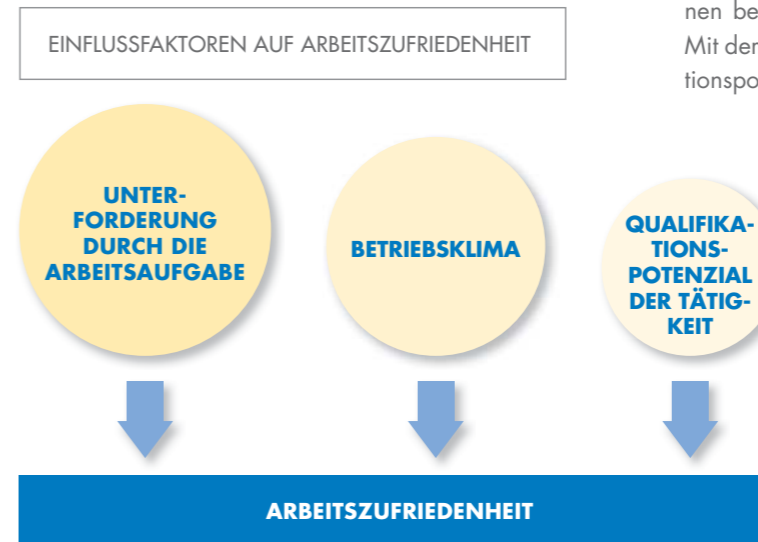 nen be
Mit der
tionspo
EINFLUSSFAKTOREN AUF ARBEITSZUFRIEDENHEIT
UNTER-
FORDERUNG
DURCH DIE
ARBEITSAUFGABE
BETRIEBSKLIMA
QUALIFIKA-
TIONS-
POTENZIAL
DER TÄTIG-
KEIT
ARBEITSZUFRIEDENHEIT